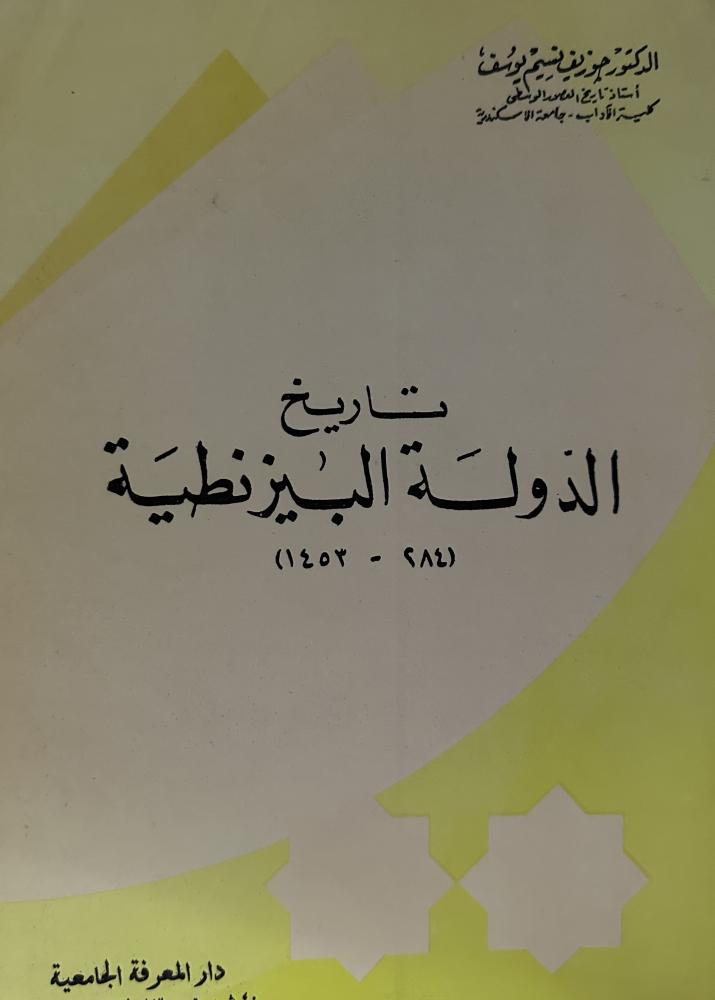 الدكتور جوزيف نسيم يوسف
أستاذ تاريخ العصور الوسطى
كلية الآداب - جامعة الاسكندرية
تاريخ
الدولة البيزنطية
(٢٨٤ - ١٤٥٣)
دار المعرفة الجامعية